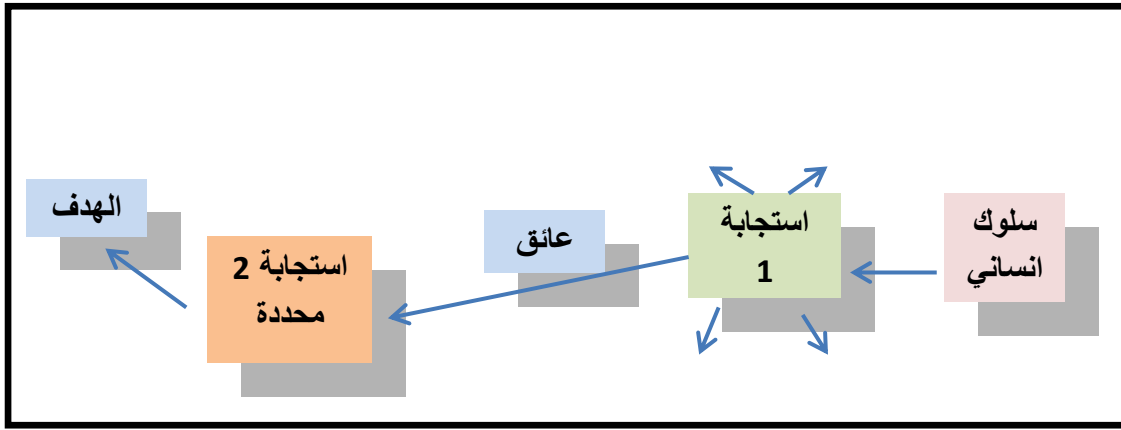 سلوك
انساني
استجابة
1
عائق
استجابة 2
محددة
الهدف